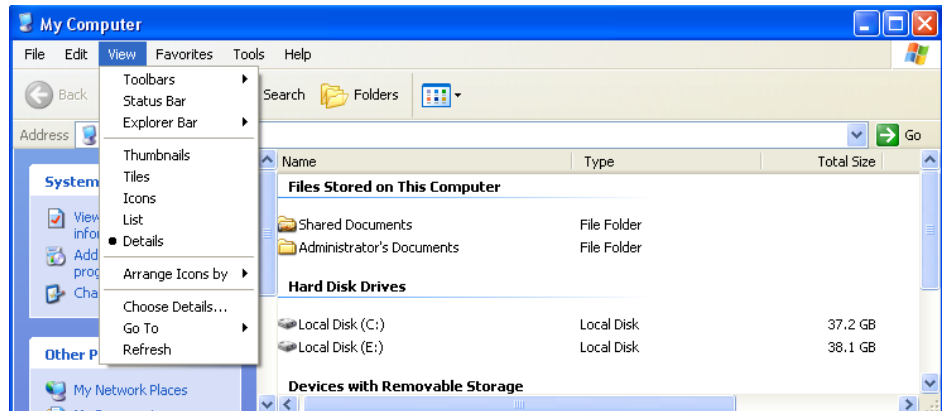 My Computer
File Edit View Favorites Tools Help
Back Search Folders
Address Go
Toolbars
Status Bar
Explorer Bar
Thumbnails
Tiles
Icons
List
Details
Arrange Icons by
Choose Details...
Go To
Refresh
System
View
Add
Cha
Other P
My Network Places
Name Type Total Size
Files Stored on This Computer
Shared Documents File Folder
Administrator's Documents File Folder
Hard Disk Drives
Local Disk (C:) Local Disk 37.2 GB
Local Disk (E:) Local Disk 38.1 GB
Devices with Removable Storage